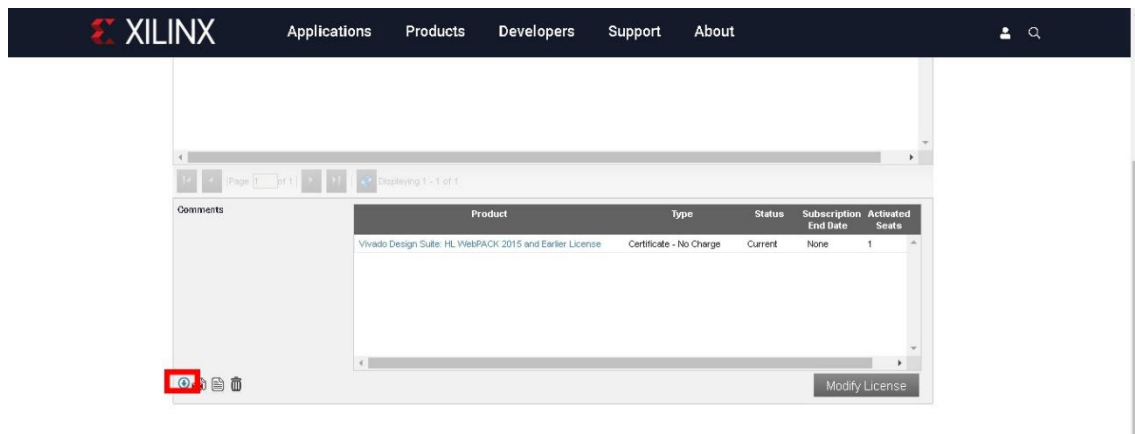 XILINX Applications Products Developers Support About
Page 1 of 1 Displaying 1 - 1 of 1
Comments
Product Type Status Subscription End Date Activated Seats
Vivado Design Suite: HL WebPACK 2015 and Earlier License Certificate - No Charge Current None 1
Modify License